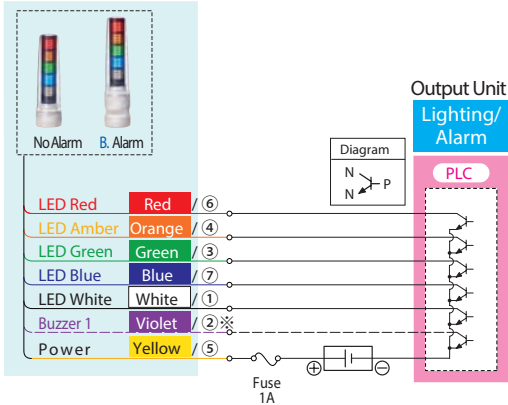 No Alarm B. Alarm
Output Unit
Lighting/
Alarm
PLC
Diagram
N
N
P
LED Red Red / ⑥
LED Amber Orange / ④
LED Green Green / ③
LED Blue Blue / ⑦
LED White White / ①
Buzzer 1 Violet / ②※
Power Yellow / ⑤
⊕ ⊖
Fuse
1A